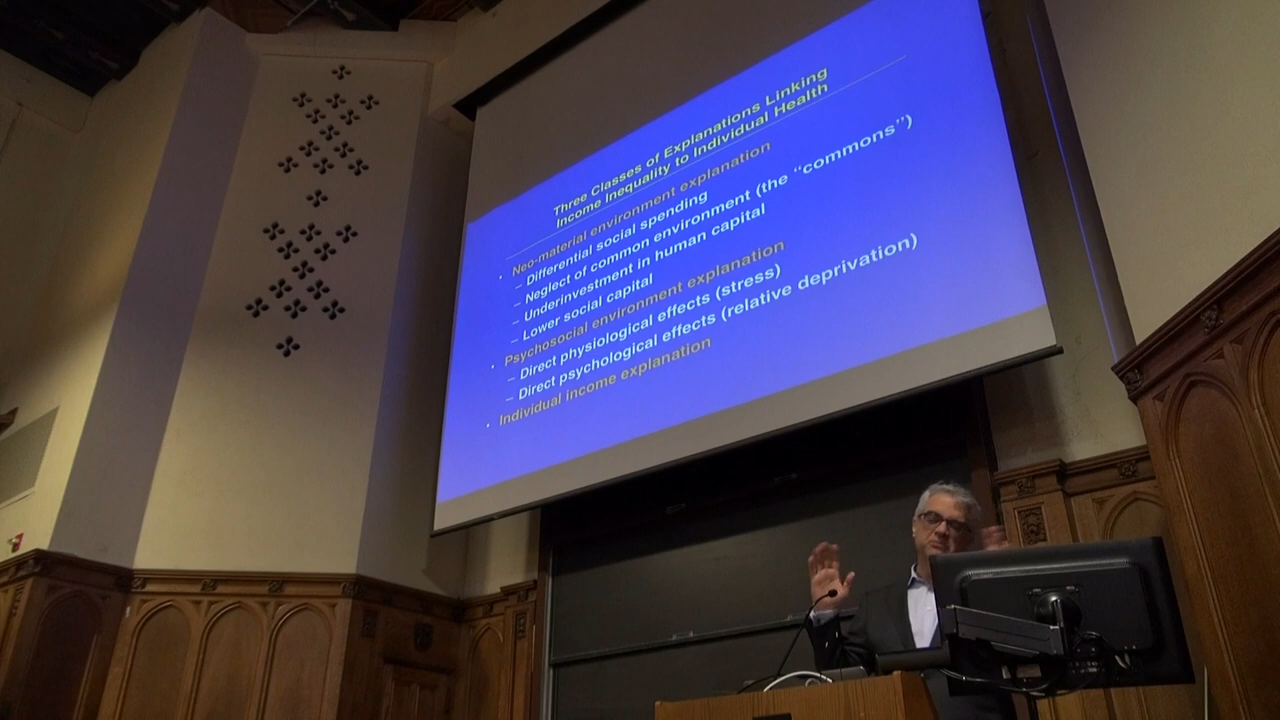 Three Classes of Explanations Linking
Income Inequality to Individual Health
• Neo-material environment explanation
– Differential social spending
– Neglect of common environment (the “commons”)
– Underinvestment in human capital
– Lower social capital
• Psychosocial environment explanation
– Direct physiological effects (stress)
– Direct psychological effects (relative deprivation)
• Individual income explanation